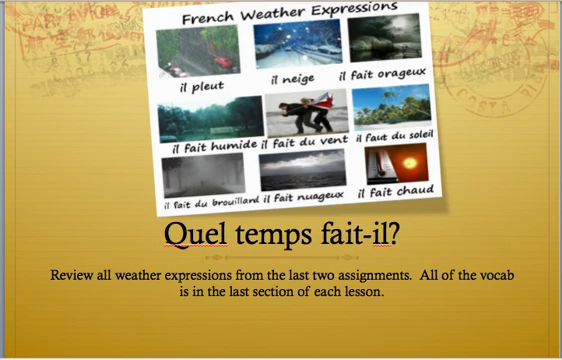 French Weather Expressions
il pleut il neige il fait orageux
il fait humide il fait du vent il faut du soleil
il fait du brouillard il fait nuageux il fait chaud
Quel temps fait-il?
Review all weather expressions from the last two assignments. All of the vocab
is in the last section of each lesson.